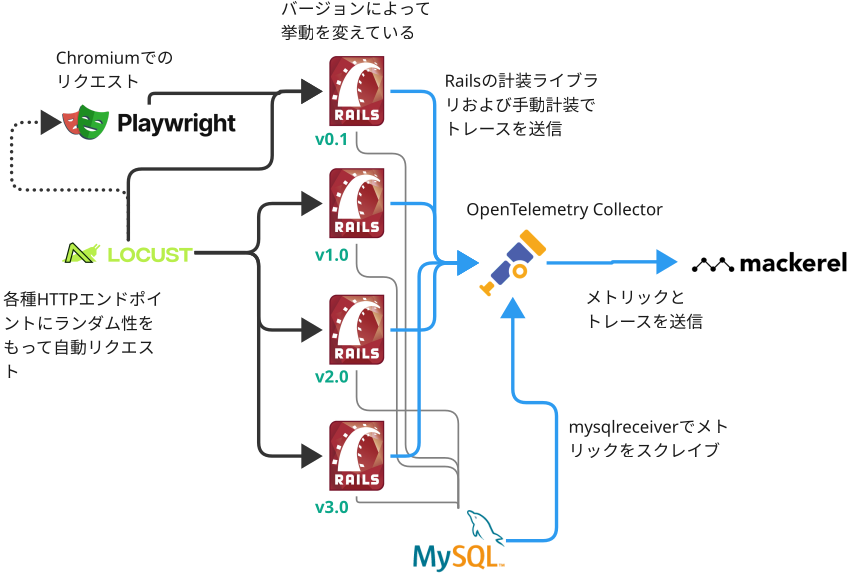 バージョンによって
挙動を変えている
Chromiumでの
リクエスト
Playwright
RAILS
v0.1
Railsの計装ライブラ
リおよび手動計装で
トレースを送信
RAILS
v1.0
OpenTelemetry Collector
LOCUST
mackerel
各種HTTPエンドポイ
ントにランダム性を
もって自動リクエス
ト
メトリックと
トレースを送信
RAILS
v2.0
RAILS
v3.0
mysqlreceiverでメト
リックをスクレイブ
MySQL™